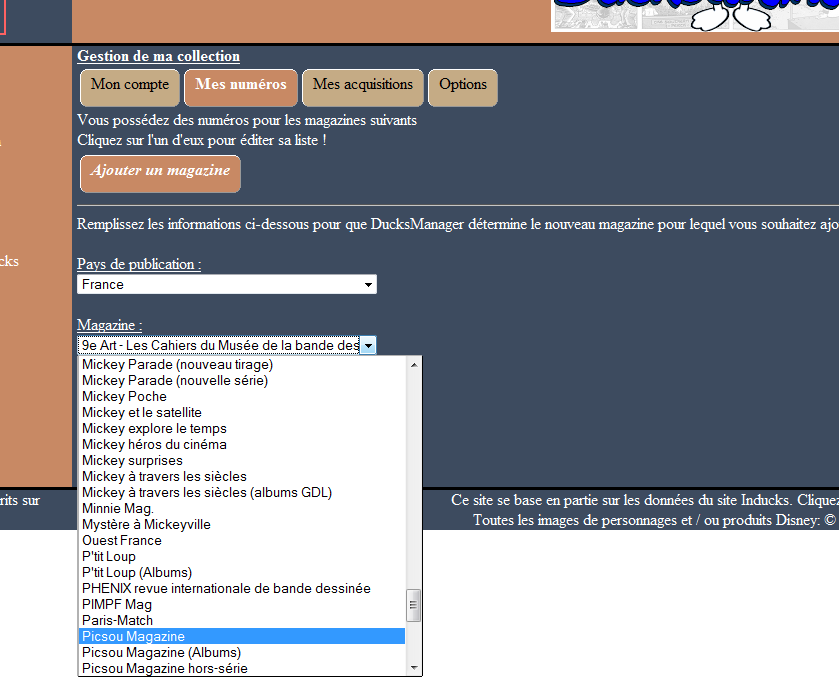 Gestion de ma collection
Mon compte Mes numéros Mes acquisitions Options
Vous possédez des numéros pour les magazines suivants
Cliquez sur l'un d'eux pour éditer sa liste !
Ajouter un magazine
Remplissez les informations ci-dessous pour que DucksManager détermine le nouveau magazine pour lequel vous souhaitez ajo
cks
Pays de publication :
France
Magazine :
9e Art - Les Cahiers du Musée de la bande des
Mickey Parade (nouveau tirage)
Mickey Parade (nouvelle série)
Mickey Poche
Mickey et le satellite
Mickey explore le temps
Mickey héros du cinéma
Mickey surprises
Mickey à travers les siècles
Mickey à travers les siècles (albums GDL)
Minnie Mag.
Mystère à Mickeyville
Ouest France
P'tit Loup
P'tit Loup (Albums)
PHENIX revue internationale de bande dessinée
PIMPF Mag
Paris-Match
Picsou Magazine
Picsou Magazine (Albums)
Picsou Magazine hors-série
rits sur
Ce site se base en partie sur les données du site Inducks. Cliquez
Toutes les images de personnages et / ou produits Disney: ©